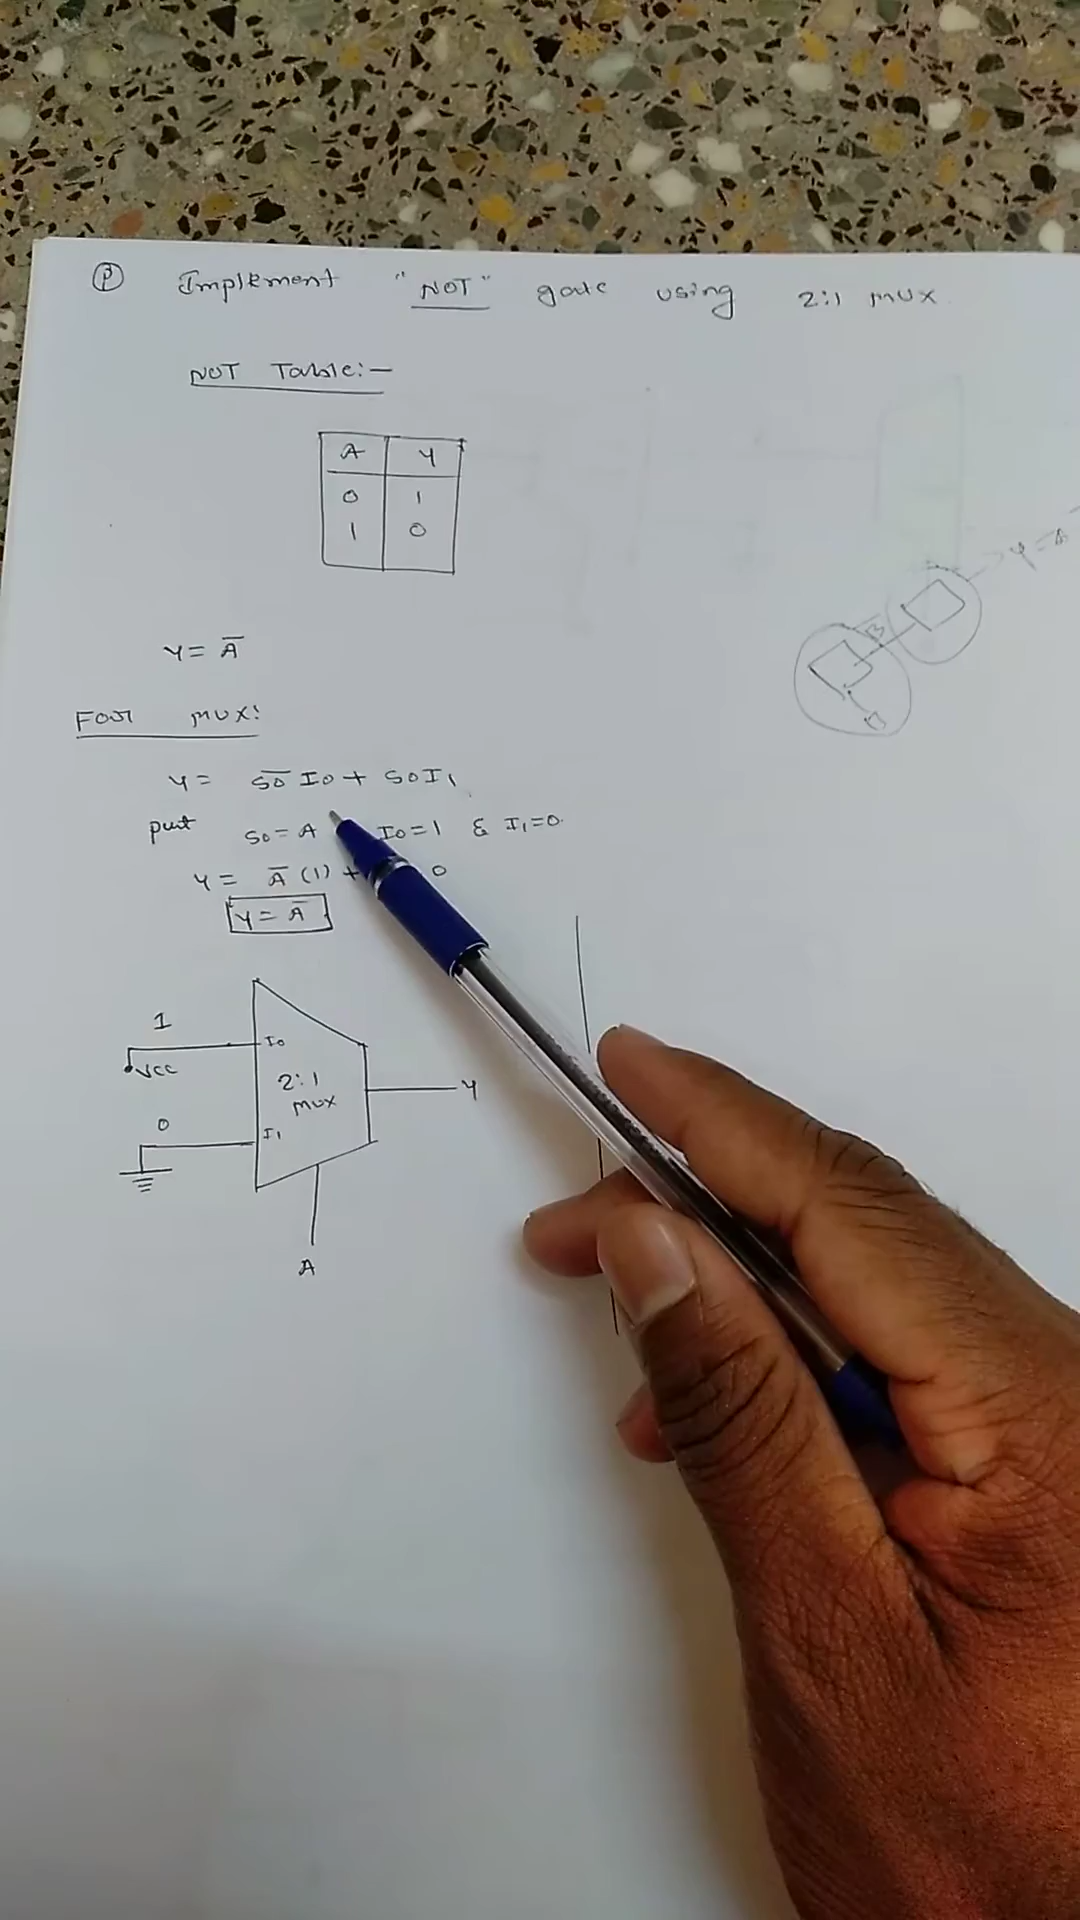 P Implement "NOT" gate using 2:1 mux
NOT Table:-
A Y
0 1
1 0
Y = A̅
For mux:
Y = S̅0̅ I0 + S0 I1
put S0 = A I0 = 1 & I1 = 0
Y = A̅ (1) + 0
Y = A̅
1
I0
VCC
2:1
mux
Y
0
I1
A
B̅
B